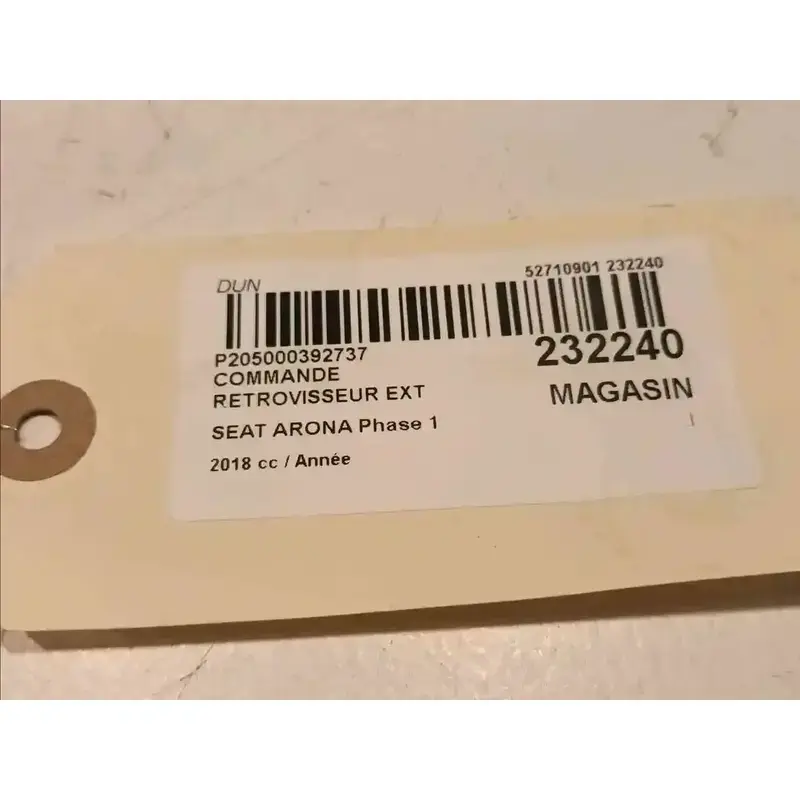 DUN
52710901 232240
P205000392737
232240
COMMANDE
RETROVISSEUR EXT
MAGASIN
SEAT ARONA Phase 1
2018 cc / Année